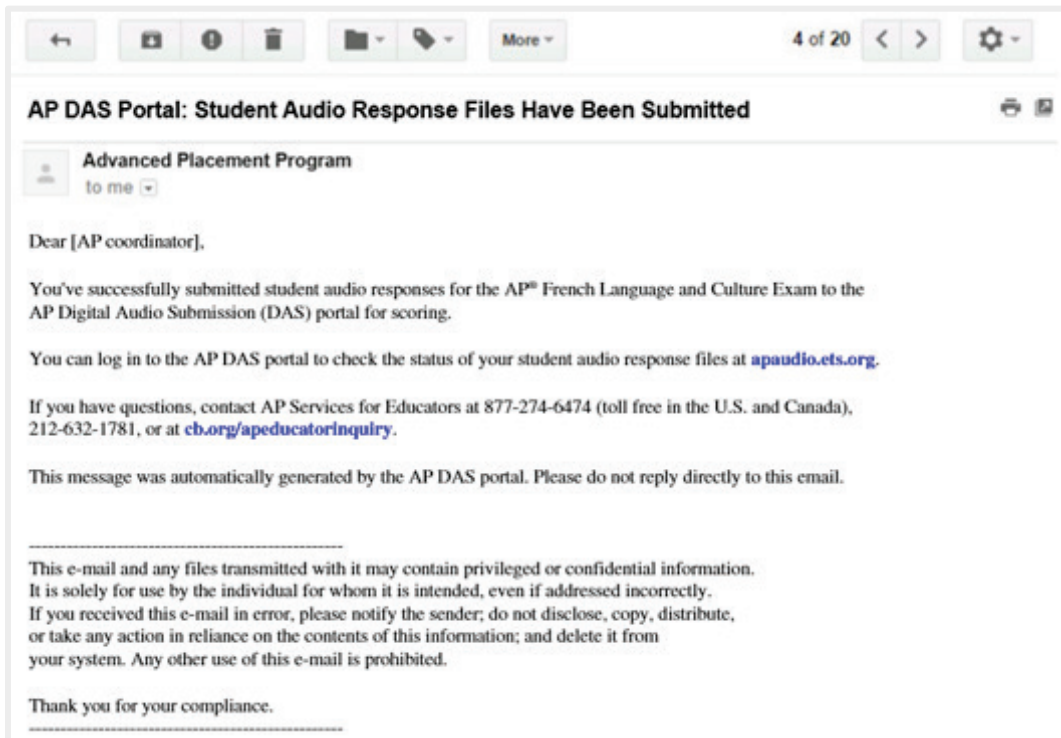 More
4 of 20
AP DAS Portal: Student Audio Response Files Have Been Submitted
Advanced Placement Program
to me
Dear [AP coordinator],
You've successfully submitted student audio responses for the AP® French Language and Culture Exam to the
AP Digital Audio Submission (DAS) portal for scoring.
You can log in to the AP DAS portal to check the status of your student audio response files at apaudio.ets.org.
If you have questions, contact AP Services for Educators at 877-274-6474 (toll free in the U.S. and Canada),
212-632-1781, or at cb.org/apeducatorinquiry.
This message was automatically generated by the AP DAS portal. Please do not reply directly to this email.
--------------------------------------------------
This e-mail and any files transmitted with it may contain privileged or confidential information.
It is solely for use by the individual for whom it is intended, even if addressed incorrectly.
If you received this e-mail in error, please notify the sender; do not disclose, copy, distribute,
or take any action in reliance on the contents of this information; and delete it from
your system. Any other use of this e-mail is prohibited.
Thank you for your compliance.
--------------------------------------------------